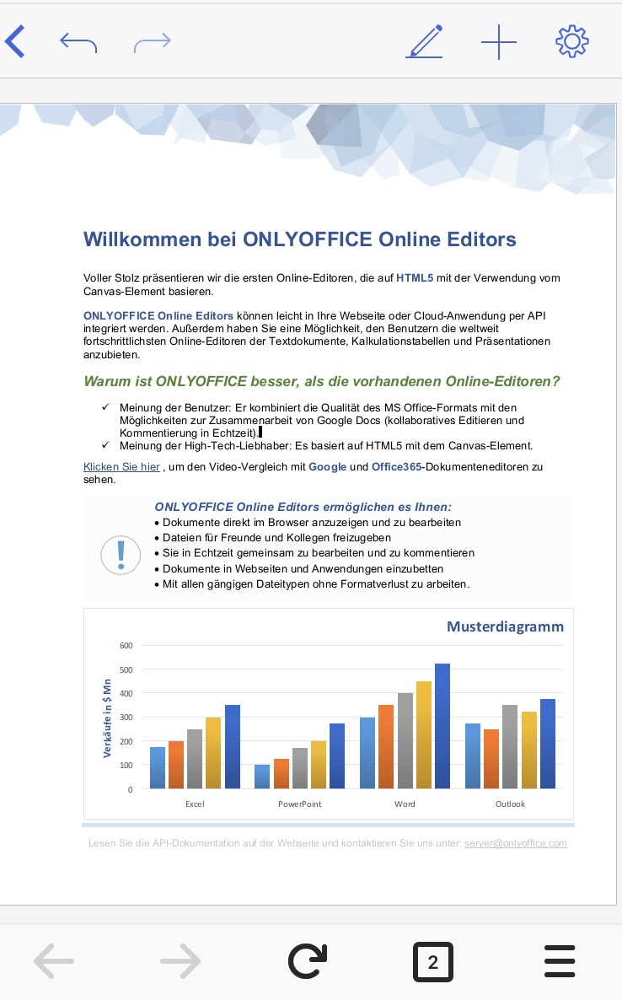 Willkommen bei ONLYOFFICE Online Editors
Voller Stolz präsentieren wir die ersten Online-Editoren, die auf HTML5 mit der Verwendung vom
Canvas-Element basieren.
ONLYOFFICE Online Editors können leicht in Ihre Webseite oder Cloud-Anwendung per API
integriert werden. Außerdem haben Sie eine Möglichkeit, den Benutzern die weltweit
fortschrittlichsten Online-Editoren der Textdokumente, Kalkulationstabellen und Präsentationen
anzubieten.
Warum ist ONLYOFFICE besser, als die vorhandenen Online-Editoren?
✓ Meinung der Benutzer: Er kombiniert die Qualität des MS Office-Formats mit den
Möglichkeiten zur Zusammenarbeit von Google Docs (kollaboratives Editieren und
Kommentierung in Echtzeit).
✓ Meinung der High-Tech-Liebhaber: Es basiert auf HTML5 mit dem Canvas-Element.
Klicken Sie hier , um den Video-Vergleich mit Google und Office365-Dokumenteneditoren zu
sehen.
ONLYOFFICE Online Editors ermöglichen es Ihnen:
• Dokumente direkt im Browser anzuzeigen und zu bearbeiten
• Dateien für Freunde und Kollegen freizugeben
• Sie in Echtzeit gemeinsam zu bearbeiten und zu kommentieren
• Dokumente in Webseiten und Anwendungen einzubetten
• Mit allen gängigen Dateitypen ohne Formatverlust zu arbeiten.
!
Musterdiagramm
Verkäufe in $ Mn
600
500
400
300
200
100
0
Excel PowerPoint Word Outlook
Lesen Sie die API-Dokumentation auf der Webseite und kontaktieren Sie uns unter: server@onlyoffice.com
2